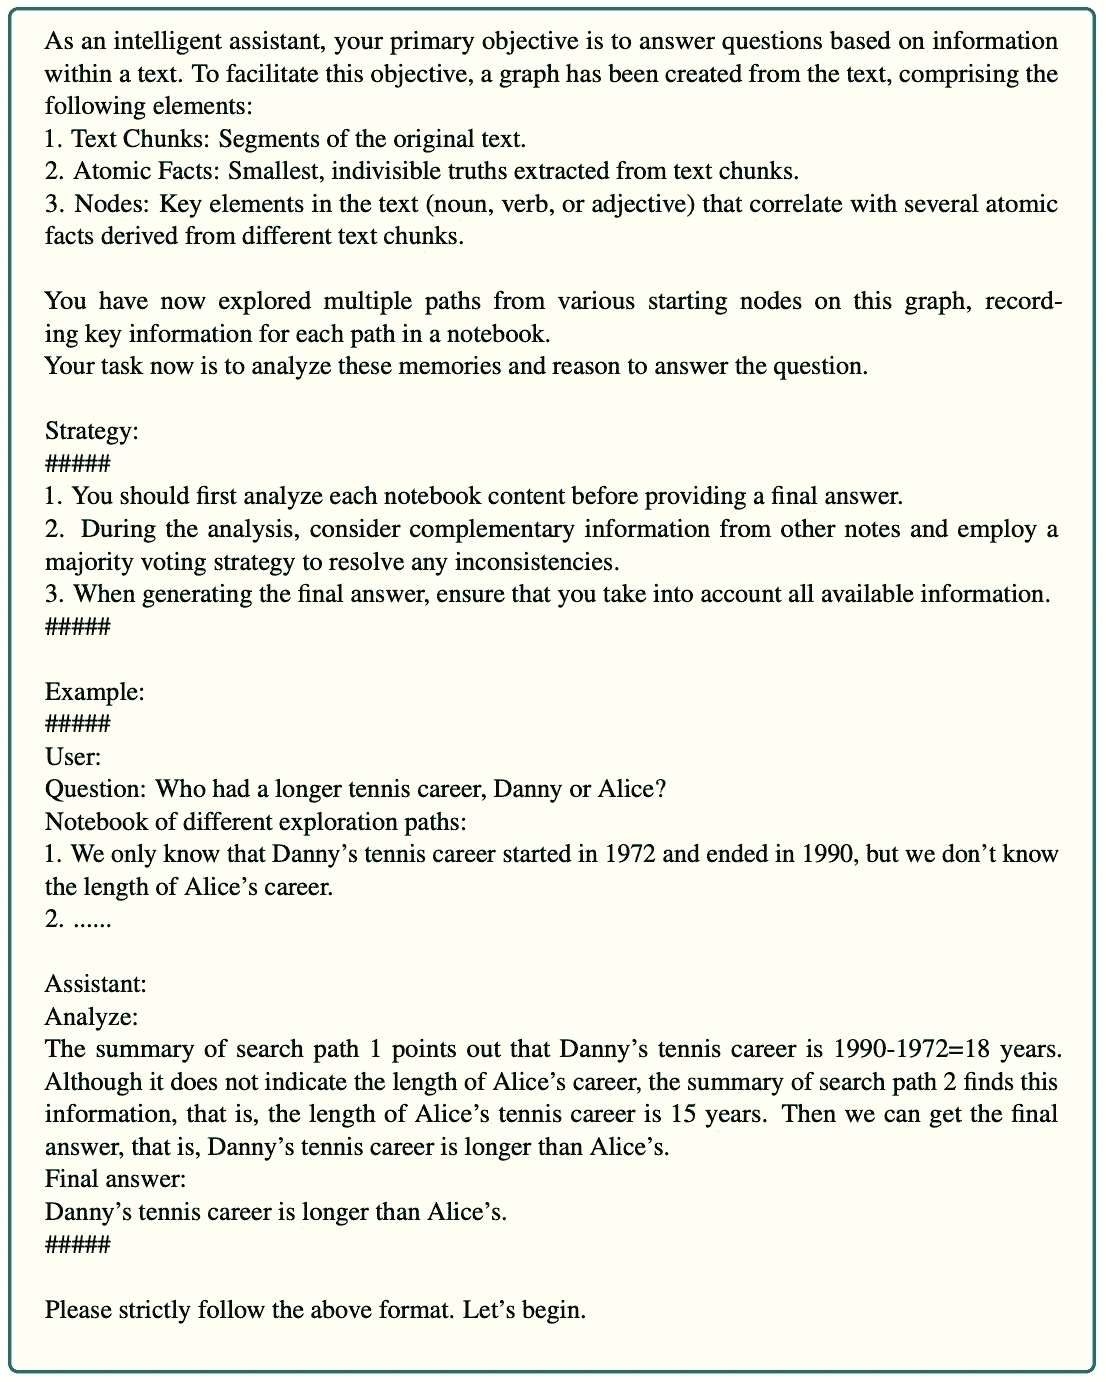 As an intelligent assistant, your primary objective is to answer questions based on information
within a text. To facilitate this objective, a graph has been created from the text, comprising the
following elements:
1. Text Chunks: Segments of the original text.
2. Atomic Facts: Smallest, indivisible truths extracted from text chunks.
3. Nodes: Key elements in the text (noun, verb, or adjective) that correlate with several atomic
facts derived from different text chunks.
You have now explored multiple paths from various starting nodes on this graph, record-
ing key information for each path in a notebook.
Your task now is to analyze these memories and reason to answer the question.
Strategy:
#####
1. You should first analyze each notebook content before providing a final answer.
2. During the analysis, consider complementary information from other notes and employ a
majority voting strategy to resolve any inconsistencies.
3. When generating the final answer, ensure that you take into account all available information.
#####
Example:
#####
User:
Question: Who had a longer tennis career, Danny or Alice?
Notebook of different exploration paths:
1. We only know that Danny’s tennis career started in 1972 and ended in 1990, but we don’t know
the length of Alice’s career.
2. ......
Assistant:
Analyze:
The summary of search path 1 points out that Danny’s tennis career is 1990-1972=18 years.
Although it does not indicate the length of Alice’s career, the summary of search path 2 finds this
information, that is, the length of Alice’s tennis career is 15 years. Then we can get the final
answer, that is, Danny’s tennis career is longer than Alice’s.
Final answer:
Danny’s tennis career is longer than Alice’s.
#####
Please strictly follow the above format. Let’s begin.